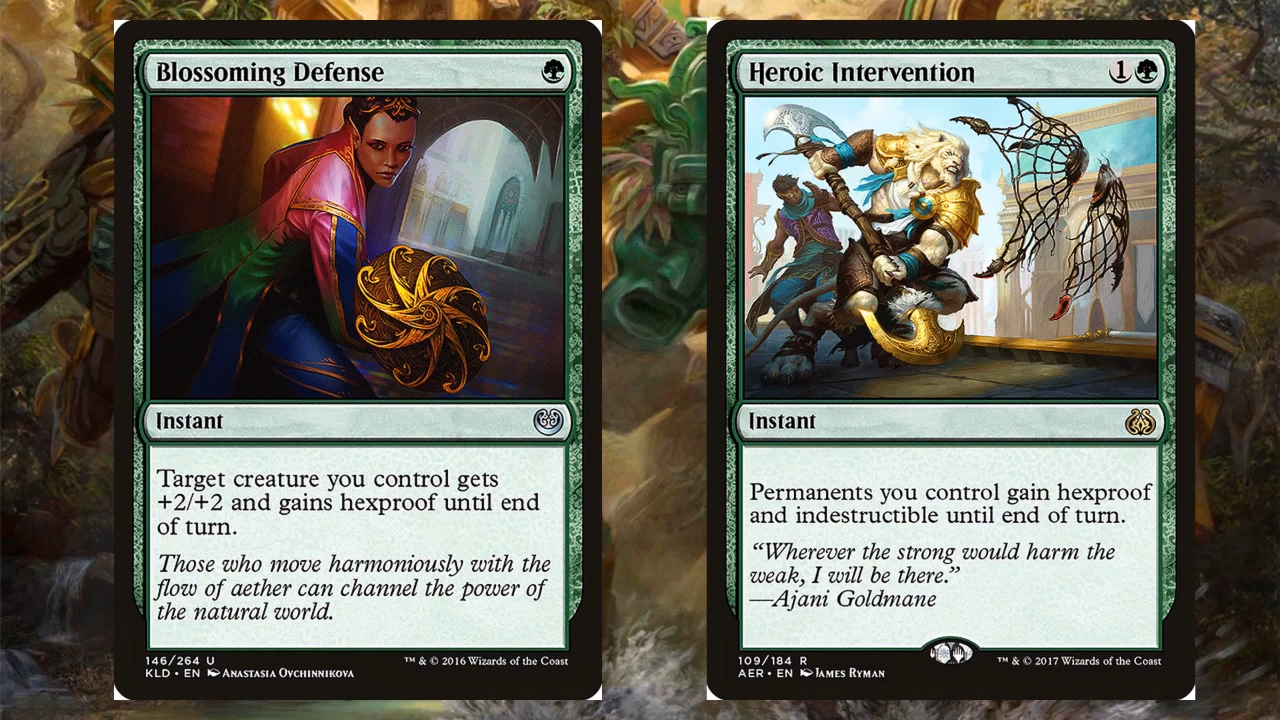 Blossoming Defense
Instant
Target creature you control gets
+2/+2 and gains hexproof until end
of turn.
Those who move harmoniously with the
flow of aether can channel the power of
the natural world.
146/264 U
KLD • EN ANASTASIA OVCHINNIKOVA
™ & © 2016 Wizards of the Coast
Heroic Intervention 1
Instant
Permanents you control gain hexproof
and indestructible until end of turn.
“Wherever the strong would harm the
weak, I will be there.”
—Ajani Goldmane
109/184 R
AER • EN JAMES RYMAN
™ & © 2017 Wizards of the Coast